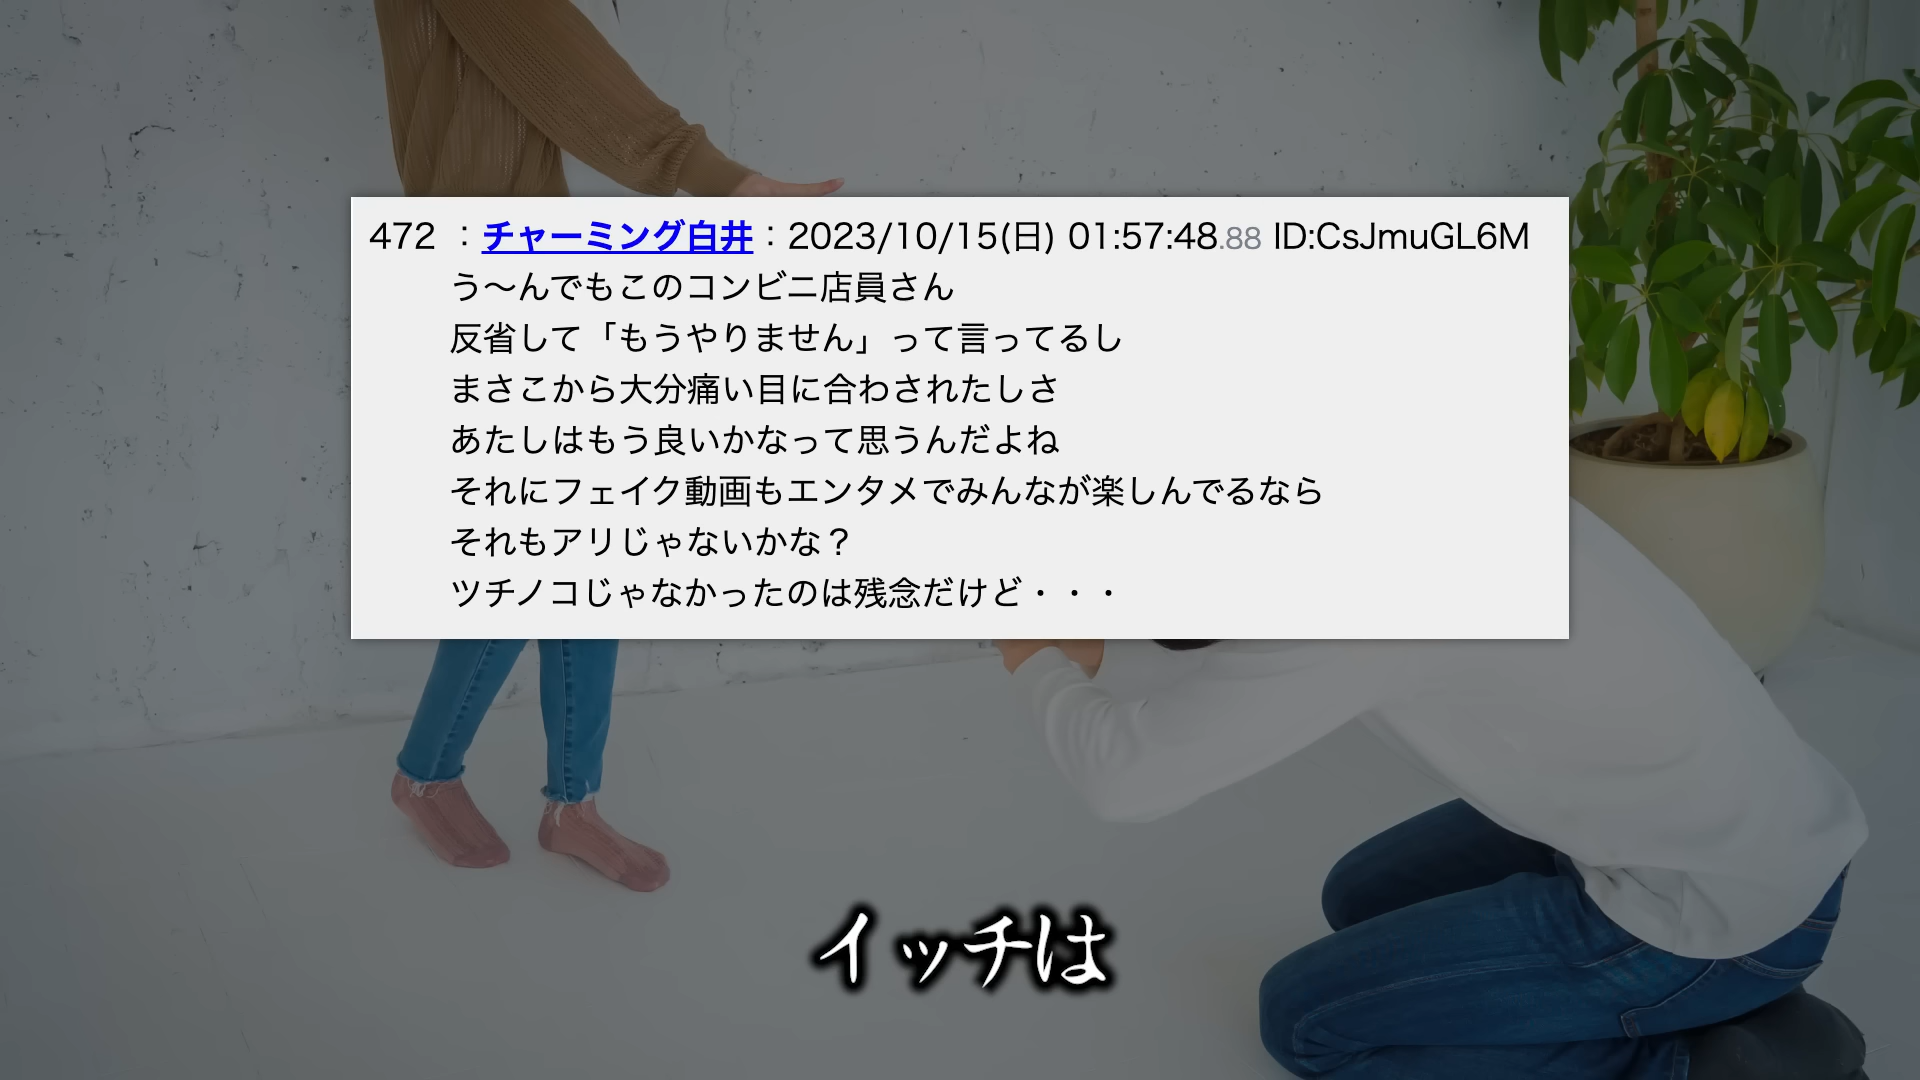 472 ：チャーミング白井：2023/10/15(日) 01:57:48.88 ID:CsJmuGL6M
う～んでもこのコンビニ店員さん
反省して「もうやりません」って言ってるし
まさこから大分痛い目に合わされたしさ
あたしはもう良いかなって思うんだよね
それにフェイク動画もエンタメでみんなが楽しんでるなら
それもアリじゃないかな？
ツチノコじゃなかったのは残念だけど・・・
イッチは